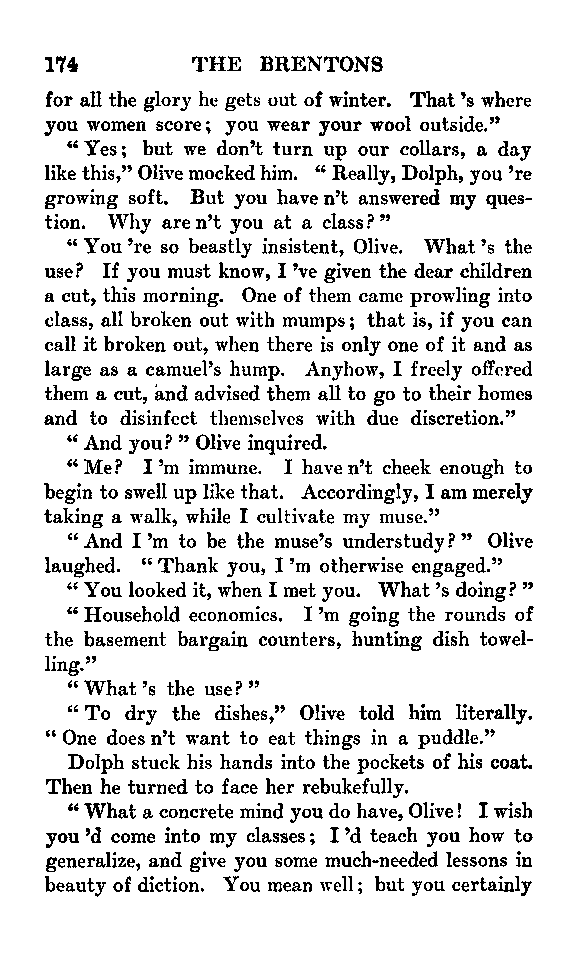 174 THE BRENTONS
for all the glory he gets out of winter. That 's where
you women score; you wear your wool outside."
"Yes; but we don't turn up our collars, a day
like this," Olive mocked him. "Really, Dolph, you 're
growing soft. But you have n't answered my ques-
tion. Why are n't you at a class?"
"You 're so beastly insistent, Olive. What 's the
use? If you must know, I 've given the dear children
a cut, this morning. One of them came prowling into
class, all broken out with mumps; that is, if you can
call it broken out, when there is only one of it and as
large as a camuel's hump. Anyhow, I freely offered
them a cut, and advised them all to go to their homes
and to disinfect themselves with due discretion."
"And you?" Olive inquired.
"Me? I 'm immune. I have n't cheek enough to
begin to swell up like that. Accordingly, I am merely
taking a walk, while I cultivate my muse."
"And I 'm to be the muse's understudy?" Olive
laughed. "Thank you, I 'm otherwise engaged."
"You looked it, when I met you. What 's doing?"
"Household economics. I 'm going the rounds of
the basement bargain counters, hunting dish towel-
ling."
"What 's the use?"
"To dry the dishes," Olive told him literally.
"One does n't want to eat things in a puddle."
Dolph stuck his hands into the pockets of his coat.
Then he turned to face her rebukefully.
"What a concrete mind you do have, Olive! I wish
you 'd come into my classes; I 'd teach you how to
generalize, and give you some much-needed lessons in
beauty of diction. You mean well; but you certainly